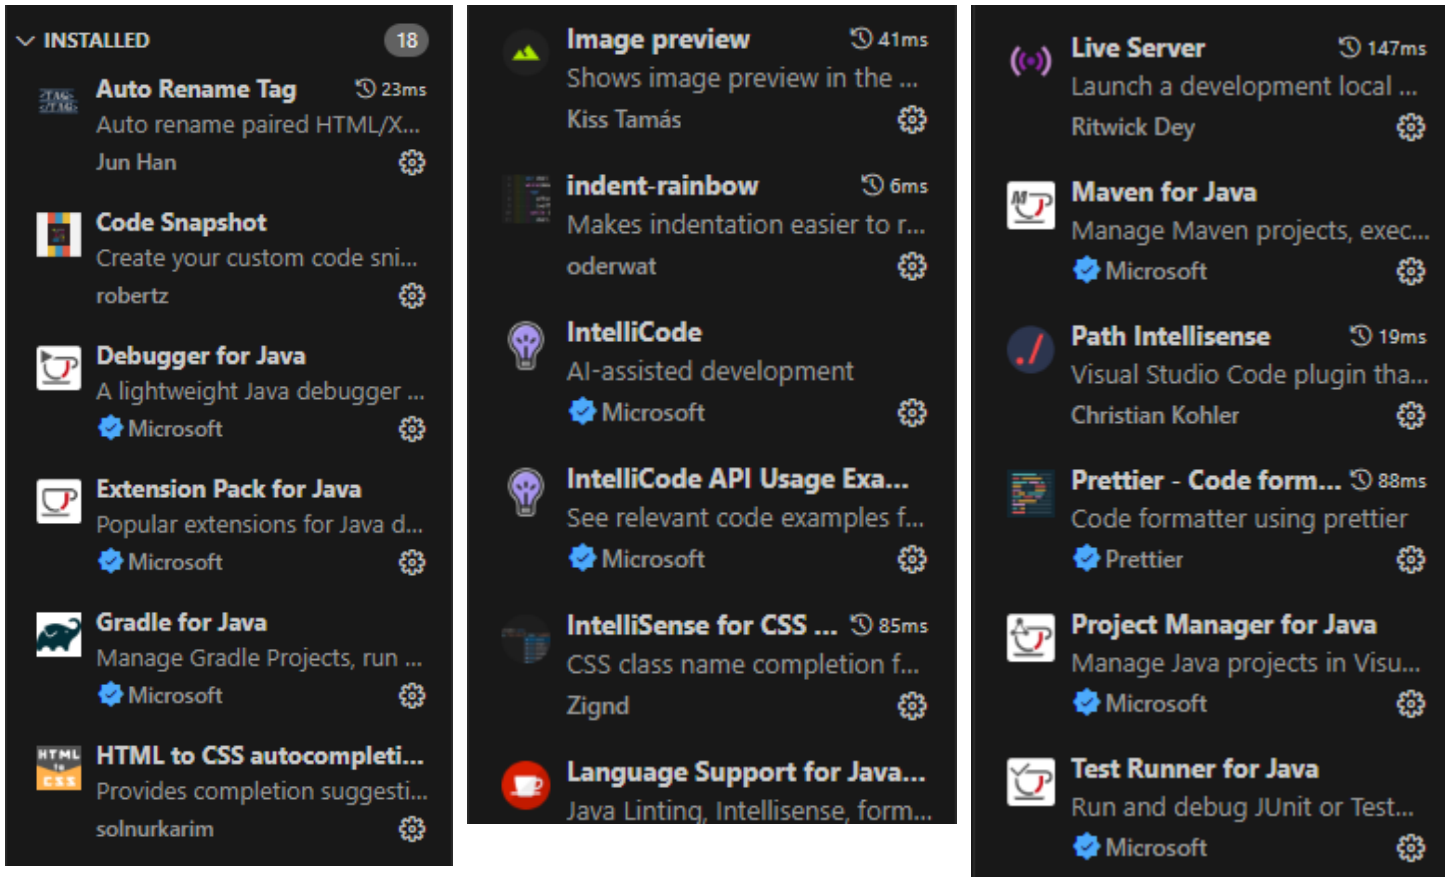 INSTALLED 18
Auto Rename Tag 23ms
Auto rename paired HTML/X...
Jun Han
Code Snapshot
Create your custom code sni...
robertz
Debugger for Java
A lightweight Java debugger ...
Microsoft
Extension Pack for Java
Popular extensions for Java d...
Microsoft
Gradle for Java
Manage Gradle Projects, run ...
Microsoft
HTML to CSS autocompleti...
HTML
to
CSS
Provides completion suggesti...
solnurkarim
Image preview 41ms
Shows image preview in the ...
Kiss Tamás
indent-rainbow 6ms
Makes indentation easier to r...
oderwat
IntelliCode
AI-assisted development
Microsoft
IntelliCode API Usage Exa...
See relevant code examples f...
Microsoft
IntelliSense for CSS ... 85ms
CSS class name completion f...
Zignd
Language Support for Java...
Java Linting, Intellisense, form...
Live Server 147ms
Launch a development local ...
Ritwick Dey
Maven for Java
Manage Maven projects, exec...
Microsoft
Path Intellisense 19ms
Visual Studio Code plugin tha...
Christian Kohler
Prettier - Code form... 88ms
Code formatter using prettier
Prettier
Project Manager for Java
Manage Java projects in Visu...
Microsoft
Test Runner for Java
Run and debug JUnit or Test...
Microsoft